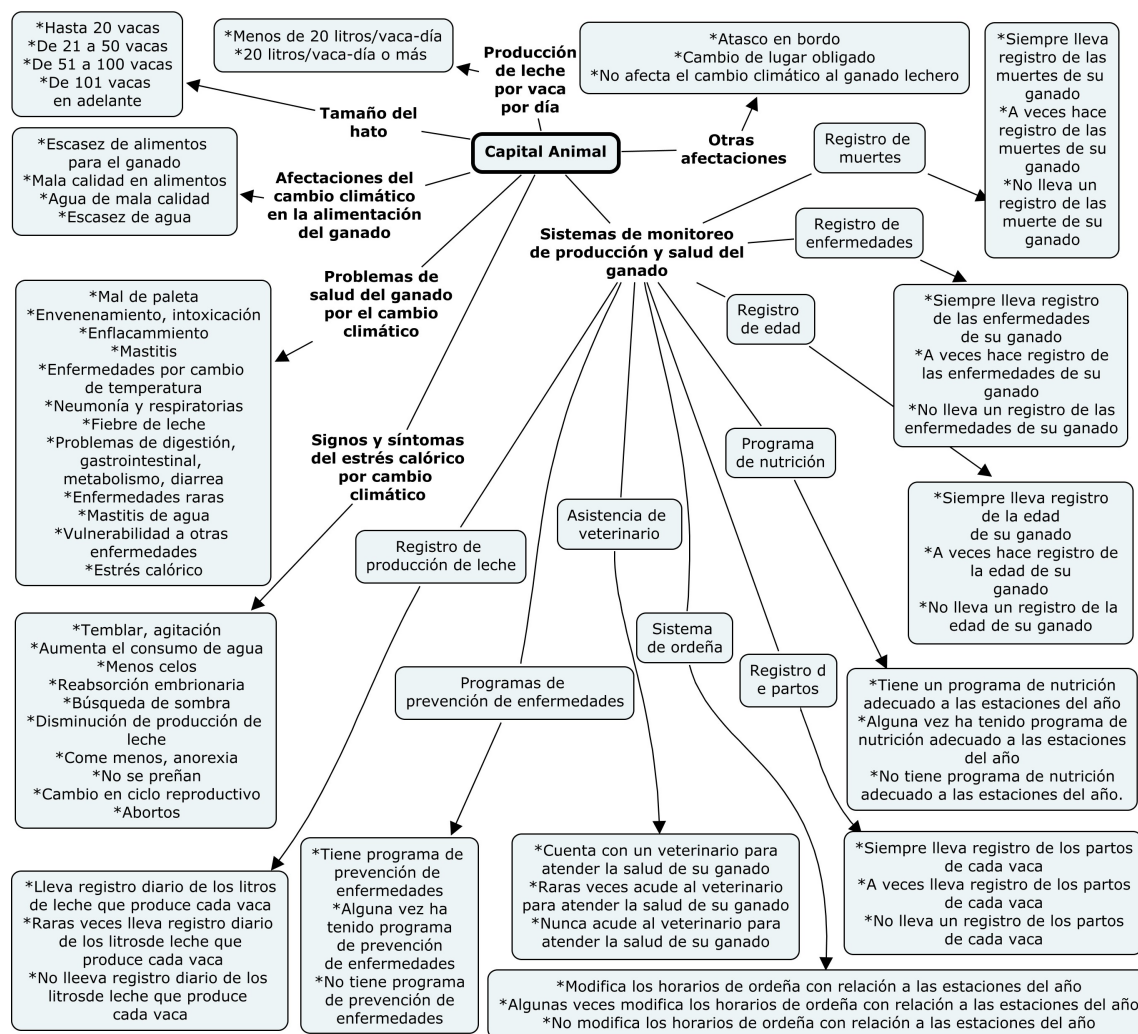 *Hasta 20 vacas
*De 21 a 50 vacas
*De 51 a 100 vacas
*De 101 vacas
en adelante
*Menos de 20 litros/vaca-día
*20 litros/vaca-día o más
Producción
de leche
por vaca
por día
*Atasco en bordo
*Cambio de lugar obligado
*No afecta el cambio climático al ganado lechero
*Siempre lleva
registro de las
muertes de su
ganado
*A veces hace
registro de las
muertes de su
ganado
*No lleva un
registro de las
muerte de su
ganado
Tamaño del
hato
Capital Animal
Otras
afectaciones
Registro de
muertes
*Escasez de alimentos
para el ganado
*Mala calidad en alimentos
*Agua de mala calidad
*Escasez de agua
Afectaciones del
cambio climático
en la alimentación
del ganado
Sistemas de monitoreo
de producción y salud del
ganado
Registro de
enfermedades
Problemas de
salud del ganado
por el cambio
climático
Registro
de edad
*Siempre lleva registro
de las enfermedades
de su ganado
*A veces hace registro de
las enfermedades de su
ganado
*No lleva un registro de las
enfermedades de su ganado
*Mal de paleta
*Envenenamiento, intoxicación
*Enflacammiento
*Mastitis
*Enfermedades por cambio
de temperatura
*Neumonía y respiratorias
*Fiebre de leche
*Problemas de digestión,
gastrointestinal,
metabolismo, diarrea
*Enfermedades raras
*Mastitis de agua
*Vulnerabilidad a otras
enfermedades
*Estrés calórico
Signos y síntomas
del estrés calórico
por cambio
climático
Programa
de nutrición
*Siempre lleva registro
de la edad
de su ganado
*A veces hace registro de
la edad de su
ganado
*No lleva un registro de la
edad de su ganado
Registro de
producción de leche
Asistencia de
veterinario
*Temblar, agitación
*Aumenta el consumo de agua
*Menos celos
*Reabsorción embrionaria
*Búsqueda de sombra
*Disminución de producción de
leche
*Come menos, anorexia
*No se preñan
*Cambio en ciclo reproductivo
*Abortos
Programas de
prevención de enfermedades
Sistema
de ordeña
Registro d
e partos
*Tiene un programa de nutrición
adecuado a las estaciones del año
*Alguna vez ha tenido programa de
nutrición adecuado a las estaciones
del año
*No tiene programa de nutrición
adecuado a las estaciones del año.
*Lleva registro diario de los litros
de leche que produce cada vaca
*Raras veces lleva registro diario
de los litrosde leche que
produce cada vaca
*No lleeva registro diario de los
litrosde leche que produce
cada vaca
*Tiene programa de
prevención de
enfermedades
*Alguna vez ha
tenido programa
de prevención
de enfermedades
*No tiene programa
de prevención de
enfermedades
*Cuenta con un veterinario para
atender la salud de su ganado
*Raras veces acude al veterinario
para atender la salud de su ganado
*Nunca acude al veterinario para
atender la salud de su ganado
*Siempre lleva registro de los partos
de cada vaca
*A veces lleva registro de los partos
de cada vaca
*No lleva un registro de los partos
de cada vaca
*Modifica los horarios de ordeña con relación a las estaciones del año
*Algunas veces modifica los horarios de ordeña con relación a las estaciones del año
*No modifica los horarios de ordeña con relación a las estaciones del año